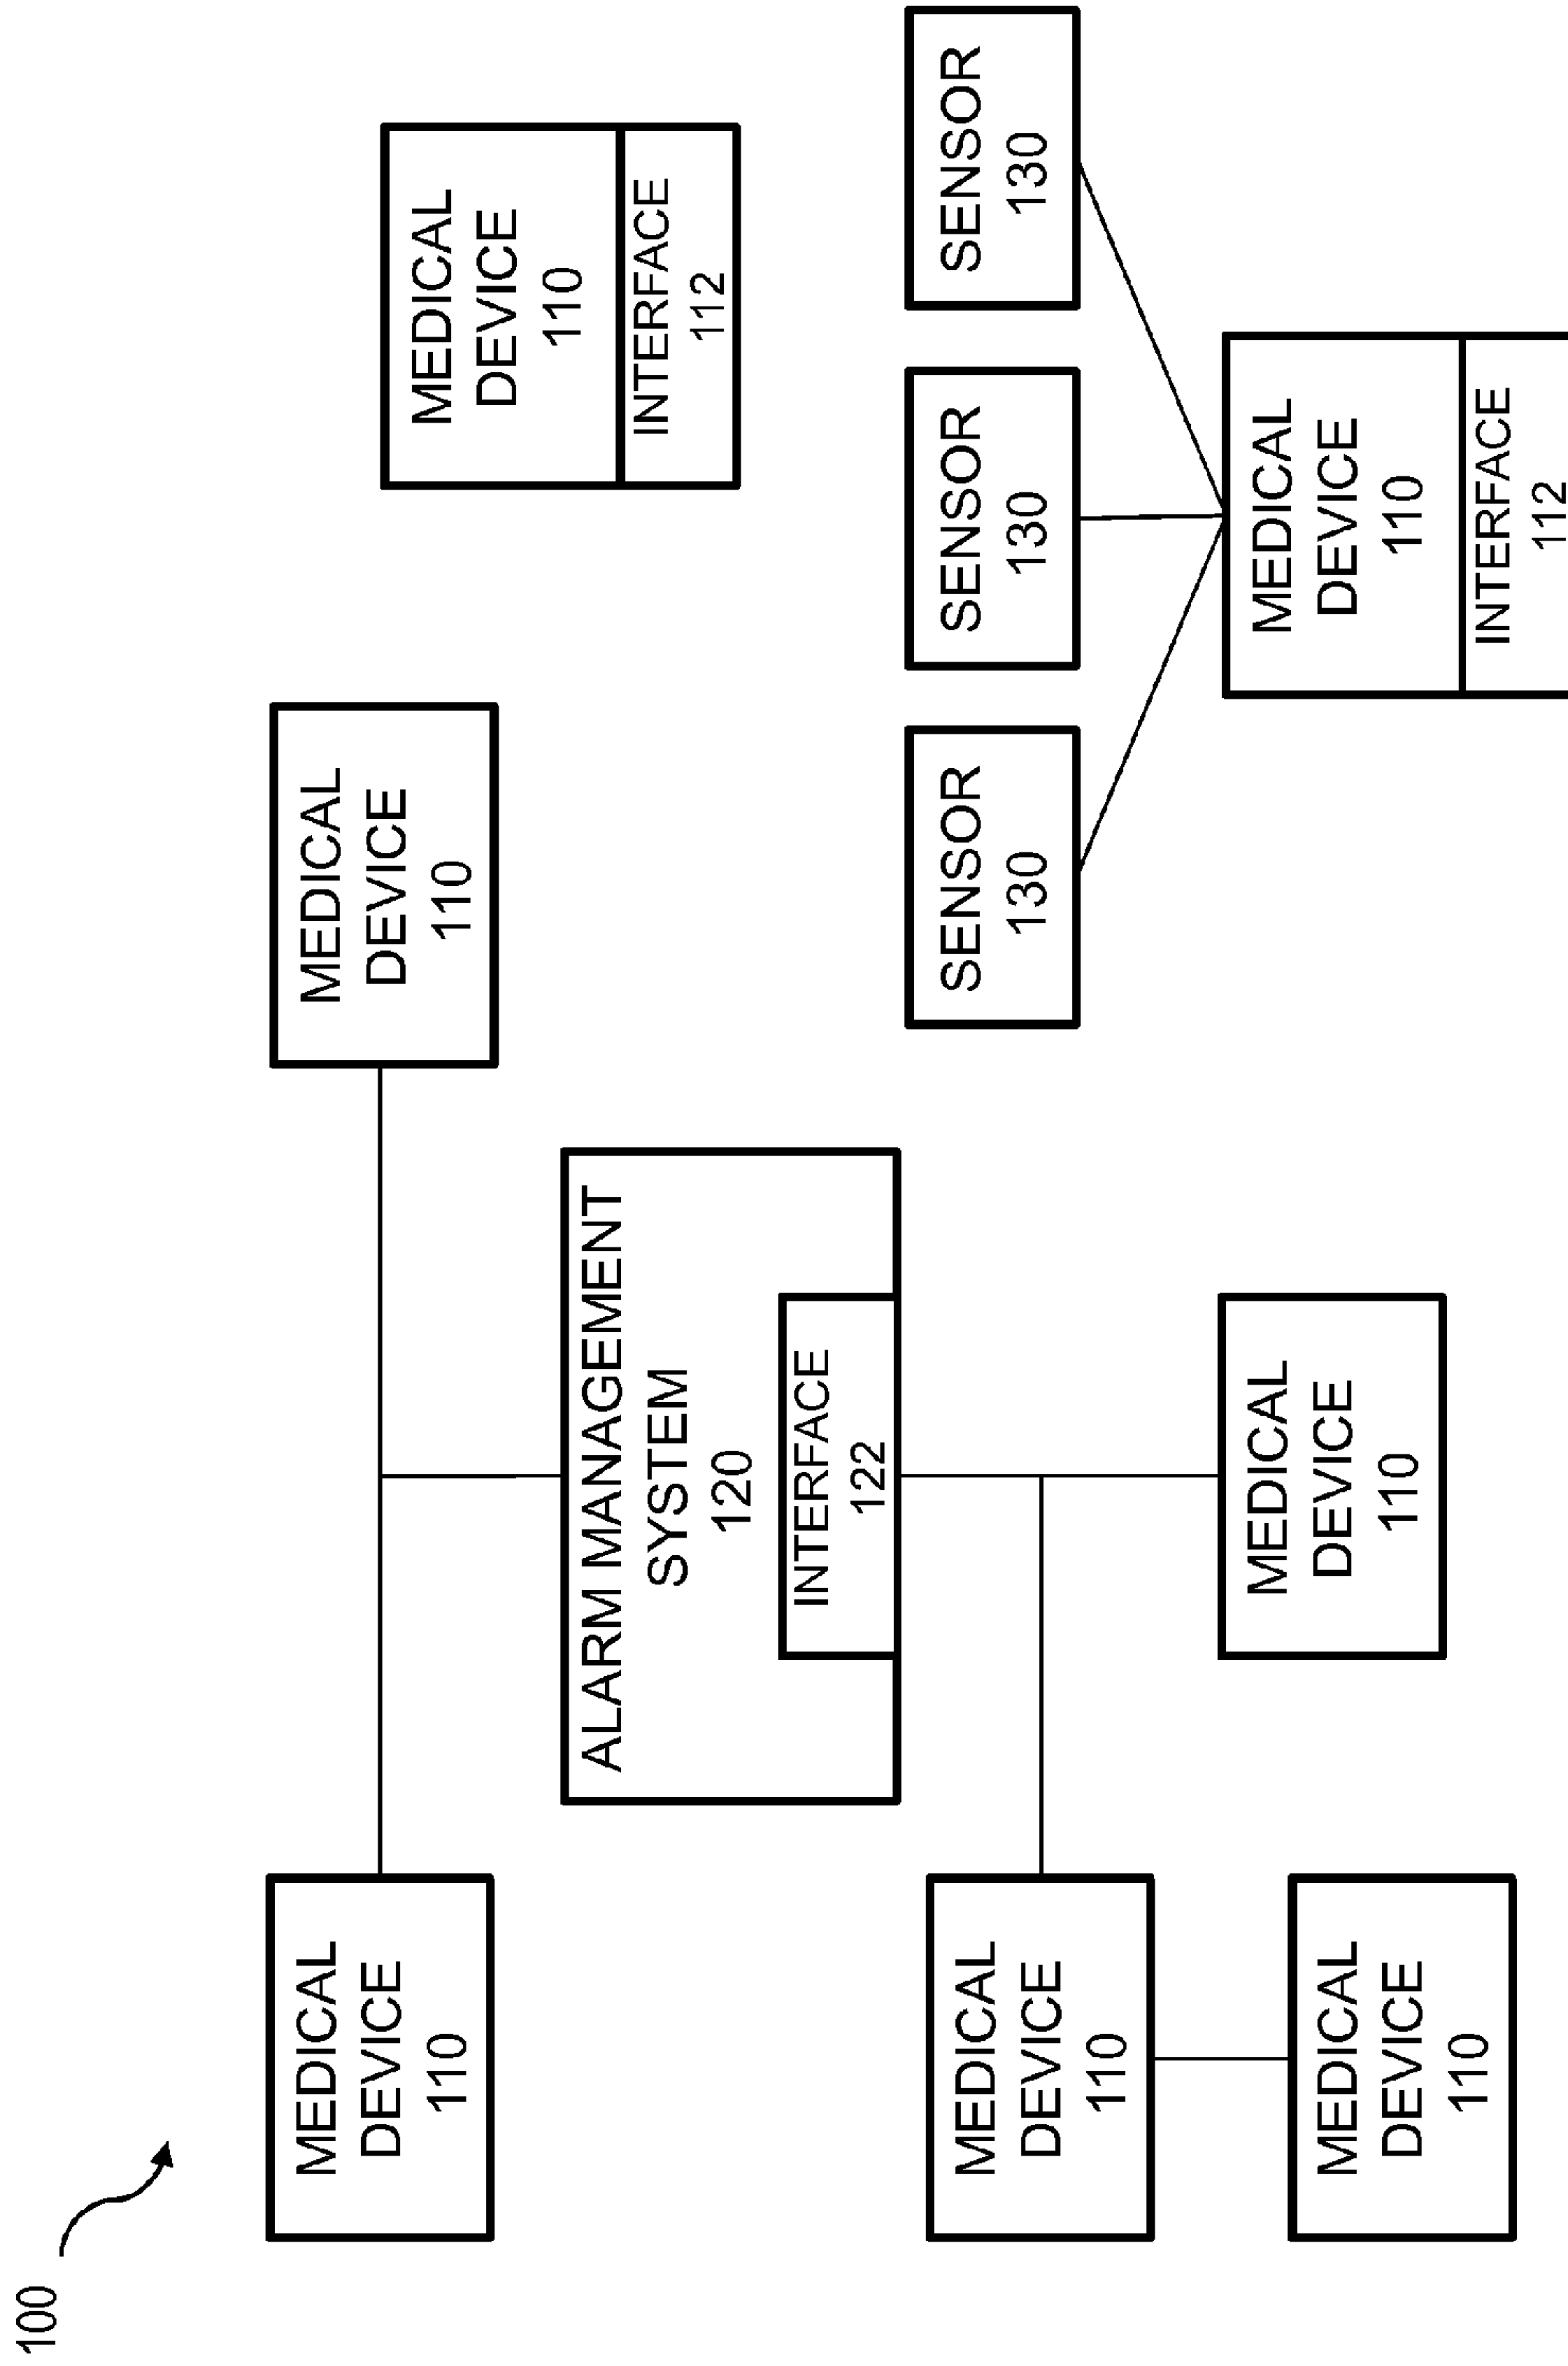 100
MEDICAL
DEVICE
110
MEDICAL
DEVICE
110
MEDICAL
DEVICE
110
INTERFACE
112
ALARM MANAGEMENT
SYSTEM
120
INTERFACE
122
SENSOR
130
SENSOR
130
SENSOR
130
MEDICAL
DEVICE
110
MEDICAL
DEVICE
110
MEDICAL
DEVICE
110
MEDICAL
DEVICE
110
INTERFACE
112